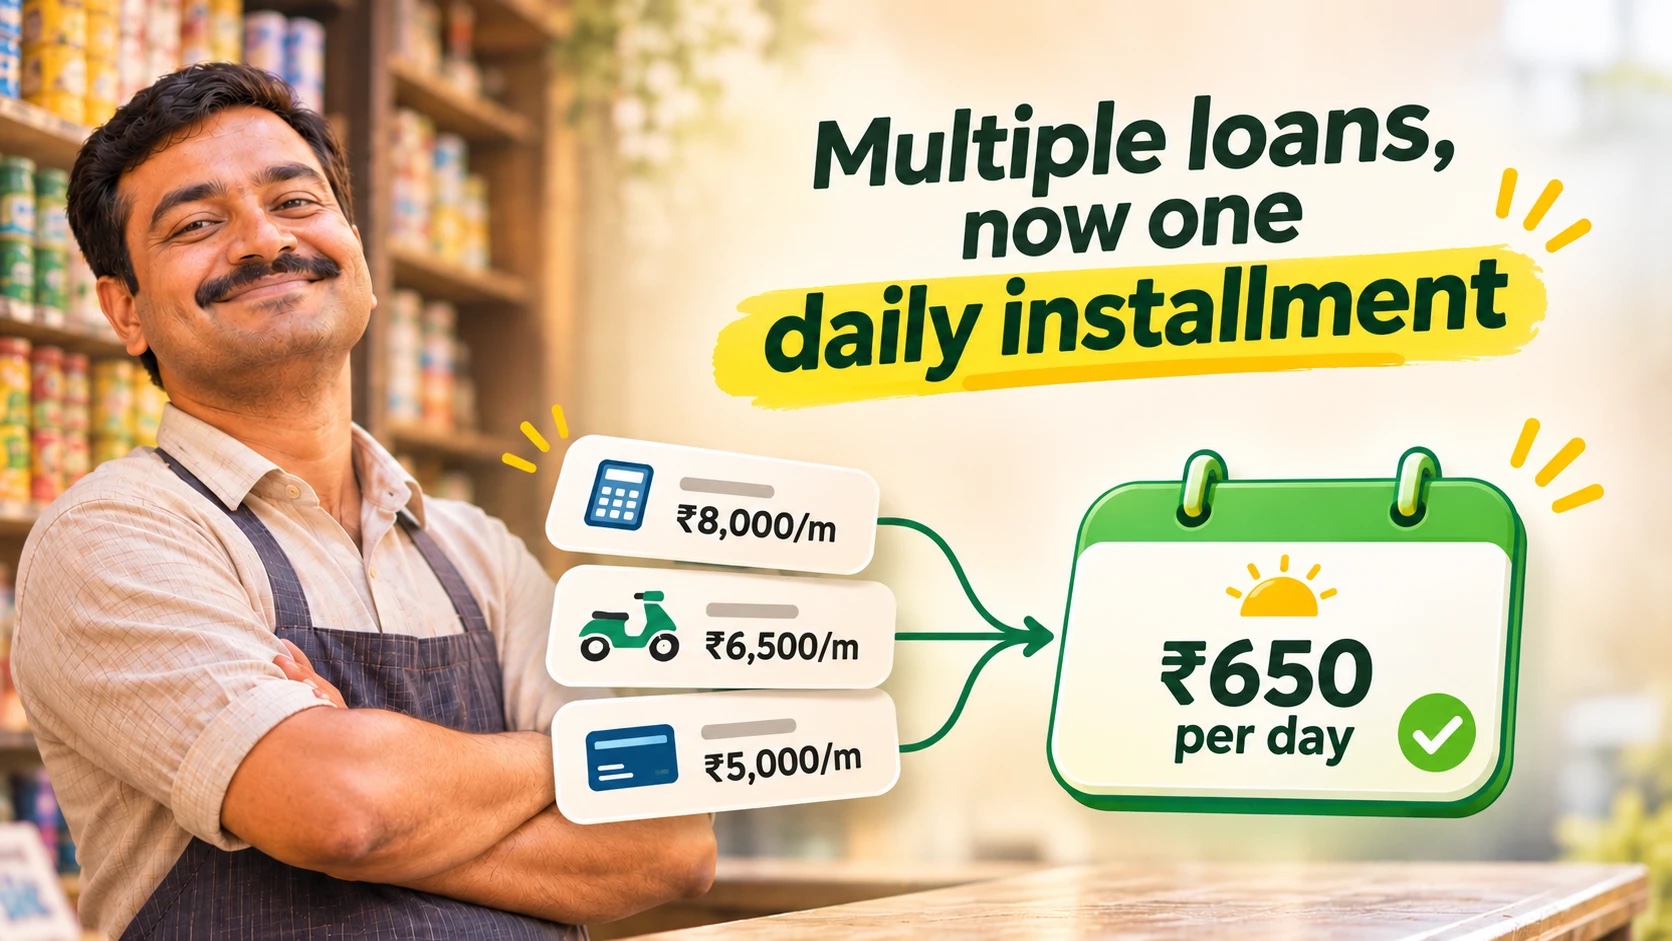 Multiple loans,
now one
daily installment
₹8,000/m
₹6,500/m
₹5,000/m
₹650
per day